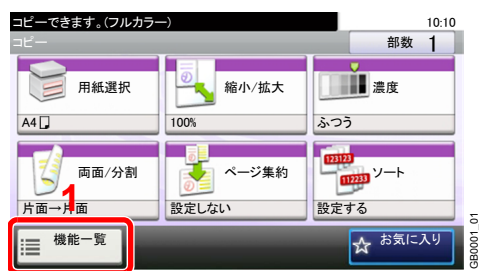 コピーできます。(フルカラー) 10:10
コピー 部数 1
用紙選択 縮小/拡大 濃度
A4 100% ふつう
123123
112233
両面/分割 ページ集約 ソート
1
片面→片面 設定しない 設定する
機能一覧 お気に入り
GB0001_01